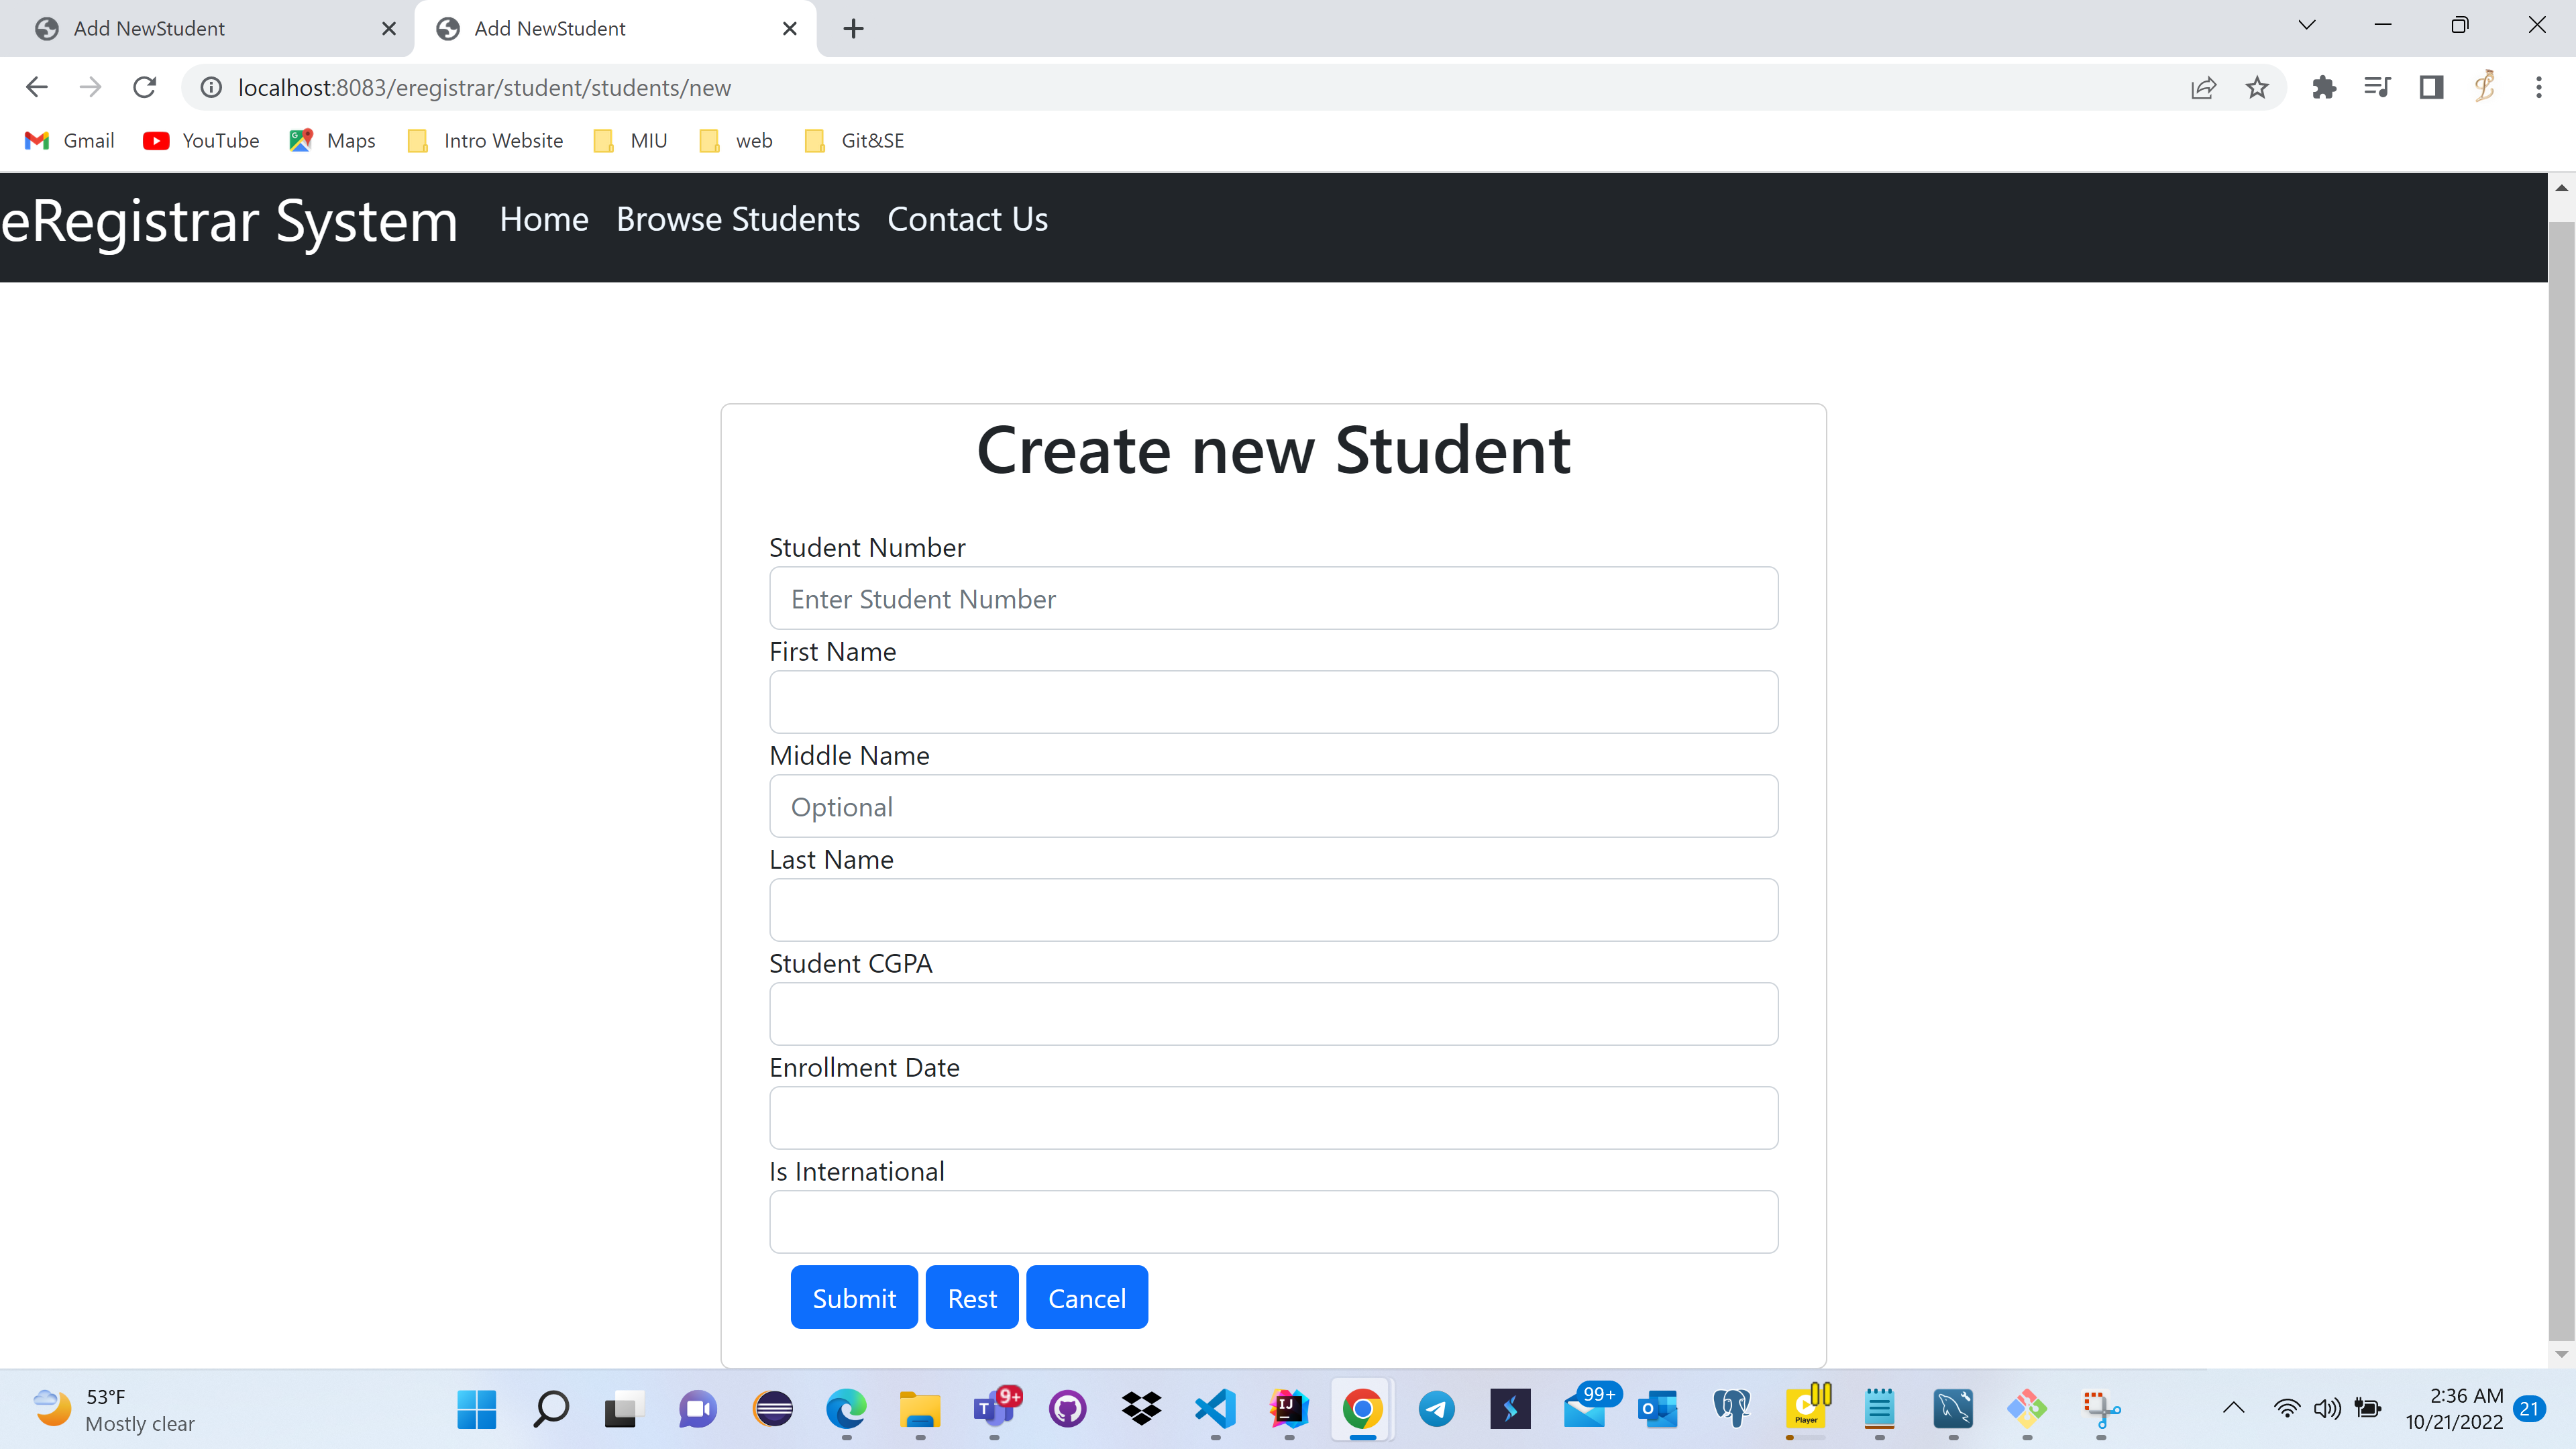 Add NewStudent
Add NewStudent
localhost:8083/eregistrar/student/students/new
Gmail YouTube Maps Intro Website MIU web Git&SE
eRegistrar System Home Browse Students Contact Us
Create new Student
Student Number
Enter Student Number
First Name
Middle Name
Optional
Last Name
Student CGPA
Enrollment Date
Is International
Submit Rest Cancel
53°F
Mostly clear
T 9+
IJ
99+
O
Player
2:36 AM
10/21/2022
21